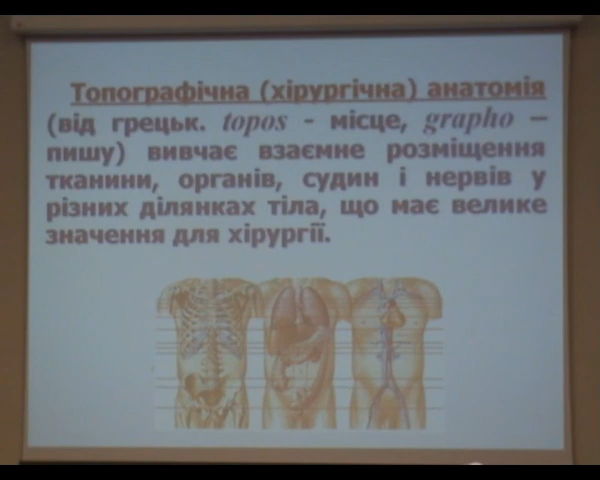 Топографічна (хірургічна) анатомія
(від грецьк. topos - місце, grapho –
пишу) вивчає взаємне розміщення
тканини, органів, судин і нервів у
різних ділянках тіла, що має велике
значення для хірургії.